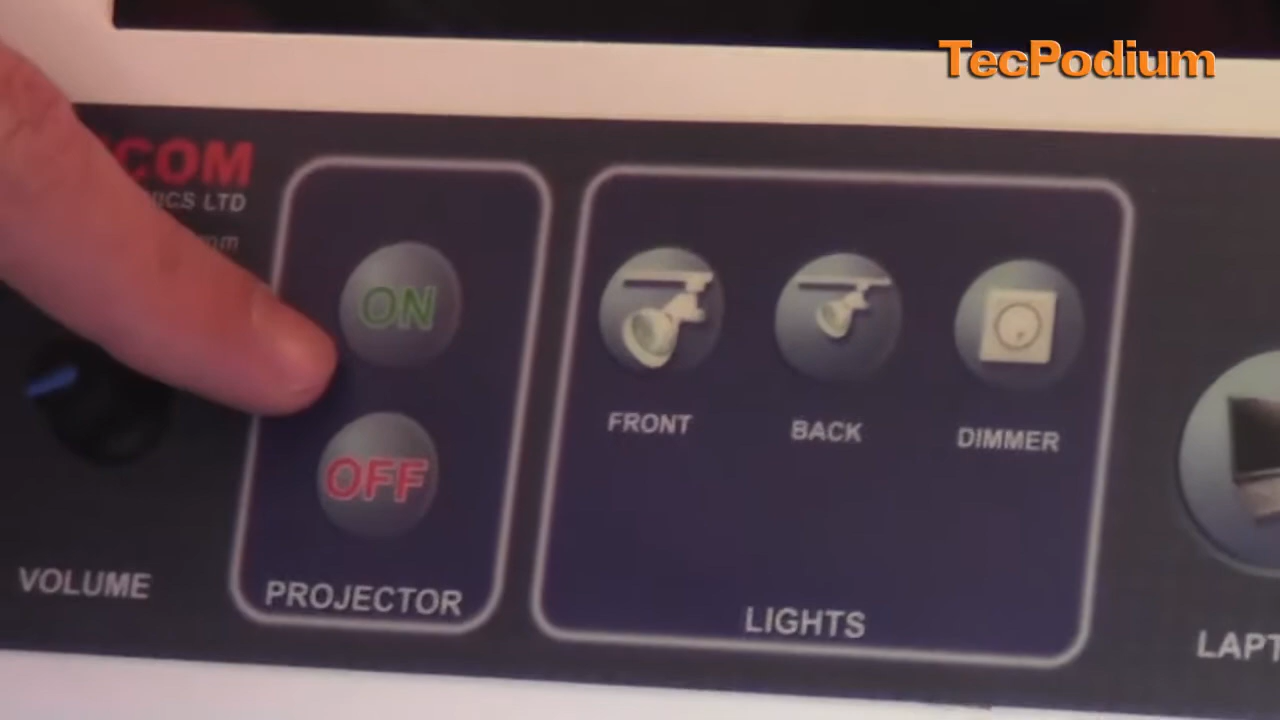 TecPodium
COM
ICS LTD
ON
OFF
VOLUME
PROJECTOR
FRONT
BACK
DIMMER
LIGHTS
LAPT